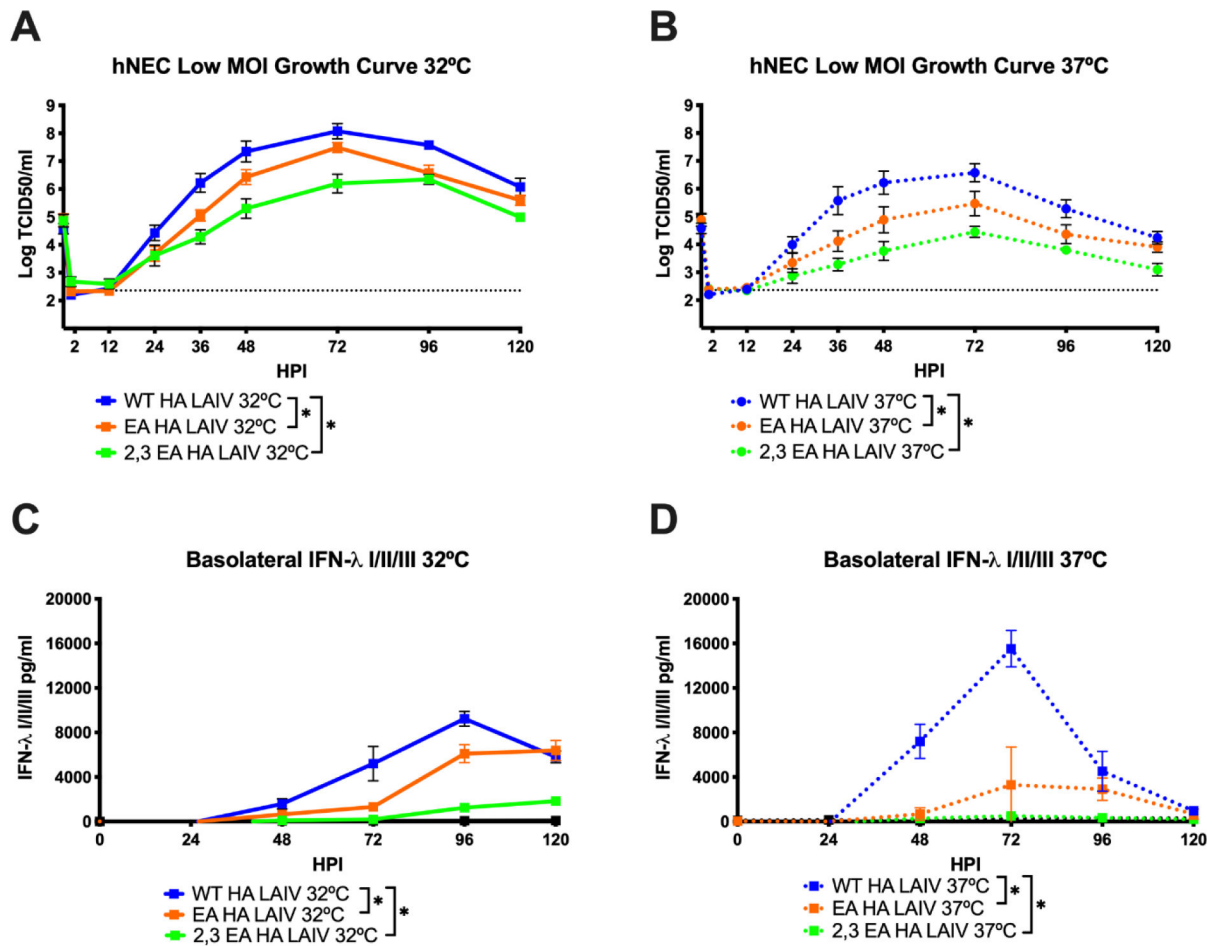 A
hNEC Low MOI Growth Curve 32ºC
Log TCID50/ml
9
8
7
6
5
4
3
2
2 12 24 36 48 72 96 120
HPI
WT HA LAIV 32ºC
EA HA LAIV 32ºC
2,3 EA HA LAIV 32ºC
*
*
B
hNEC Low MOI Growth Curve 37ºC
Log TCID50/ml
9
8
7
6
5
4
3
2
2 12 24 36 48 72 96 120
HPI
WT HA LAIV 37ºC
EA HA LAIV 37ºC
2,3 EA HA LAIV 37ºC
*
*
C
Basolateral IFN-λ I/II/III 32ºC
IFN-λ I/II/III pg/ml
20000
16000
12000
8000
4000
0
0 24 48 72 96 120
HPI
WT HA LAIV 32ºC
EA HA LAIV 32ºC
2,3 EA HA LAIV 32ºC
*
*
D
Basolateral IFN-λ I/II/III 37ºC
IFN-λ I/II/III pg/ml
20000
16000
12000
8000
4000
0
0 24 48 72 96 120
HPI
WT HA LAIV 37ºC
EA HA LAIV 37ºC
2,3 EA HA LAIV 37ºC
*
*